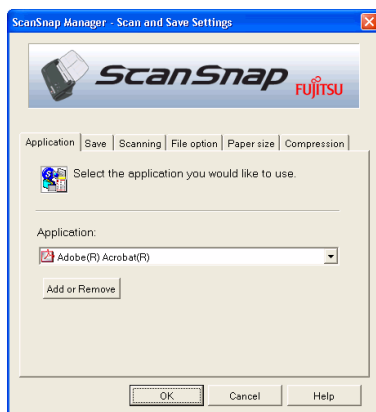 ScanSnap Manager - Scan and Save Settings
ScanSnap
FUJITSU
Application Save Scanning File option Paper size Compression
Select the application you would like to use.
Application:
Adobe(R) Acrobat(R)
Add or Remove
OK Cancel Help